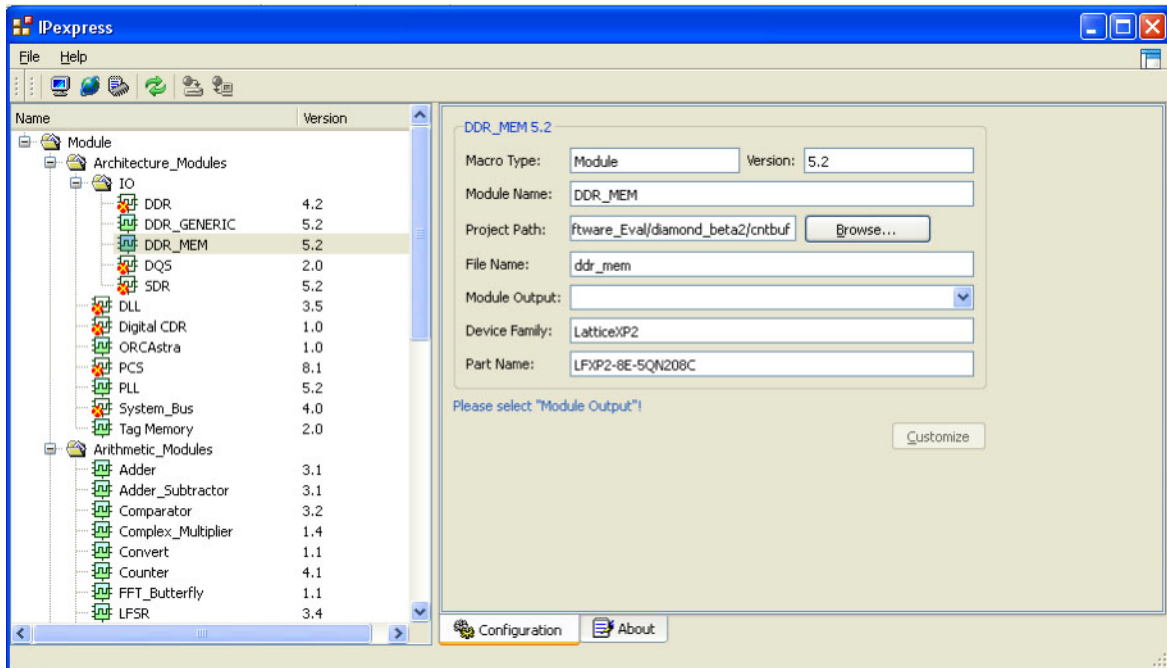 IPexpress
File Help
Name Version
Module
Architecture_Modules
IO
DDR 4.2
DDR_GENERIC 5.2
DDR_MEM 5.2
DQS 2.0
SDR 5.2
DLL 3.5
Digital CDR 1.0
ORCAstra 1.0
PCS 8.1
PLL 5.2
System_Bus 4.0
Tag Memory 2.0
Arithmetic_Modules
Adder 3.1
Adder_Subtractor 3.1
Comparator 3.2
Complex_Multiplier 1.4
Convert 1.1
Counter 4.1
FFT_Butterfly 1.1
LFSR 3.4
DDR_MEM 5.2
Macro Type: Module Version: 5.2
Module Name: DDR_MEM
Project Path: ftware_Eval/diamond_beta2/cntbuf Browse...
File Name: ddr_mem
Module Output:
Device Family: LatticeXP2
Part Name: LFXP2-8E-5QN208C
Please select "Module Output"!
Customize
Configuration About